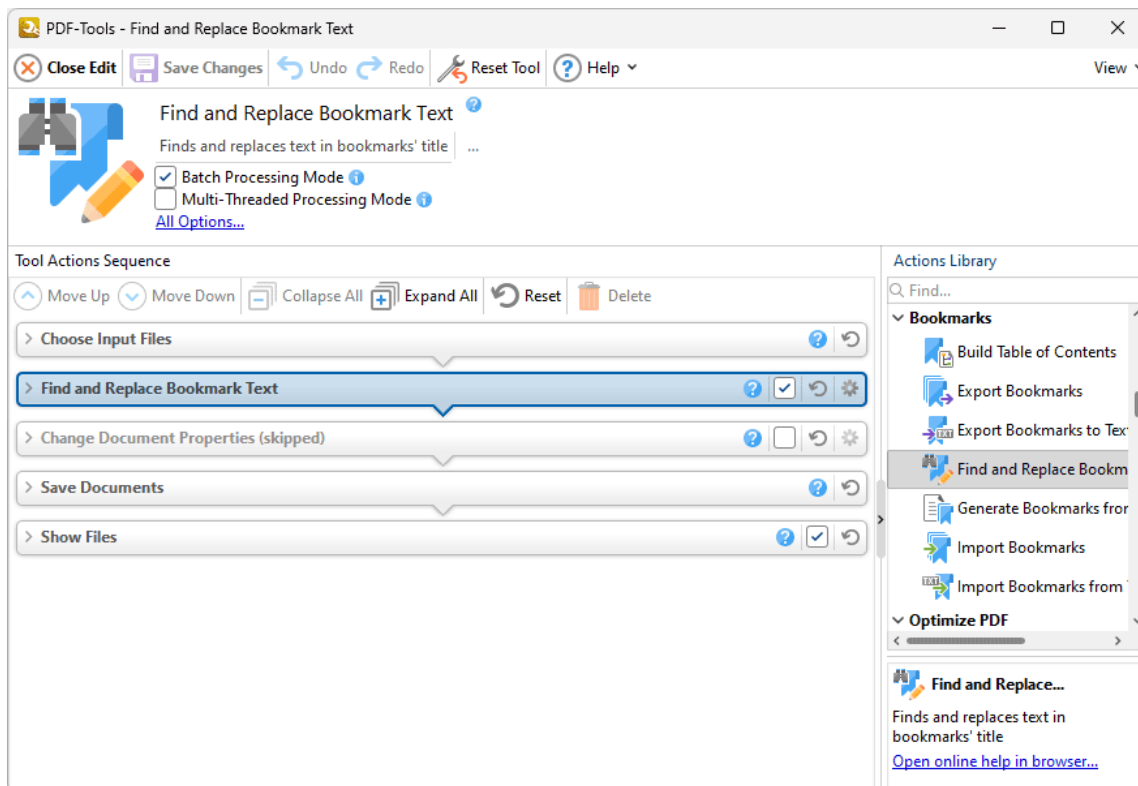 PDF-Tools - Find and Replace Bookmark Text
Close Edit Save Changes Undo Redo Reset Tool Help View
Find and Replace Bookmark Text
Finds and replaces text in bookmarks' title ...
Batch Processing Mode
Multi-Threaded Processing Mode
All Options...
Tool Actions Sequence
Move Up Move Down Collapse All Expand All Reset Delete
Choose Input Files
Find and Replace Bookmark Text
Change Document Properties (skipped)
Save Documents
Show Files
Actions Library
Find...
Bookmarks
Build Table of Contents
Export Bookmarks
Export Bookmarks to Tex
Find and Replace Bookm
Generate Bookmarks fror
Import Bookmarks
Import Bookmarks from
Optimize PDF
Find and Replace...
Finds and replaces text in
bookmarks' title
Open online help in browser...